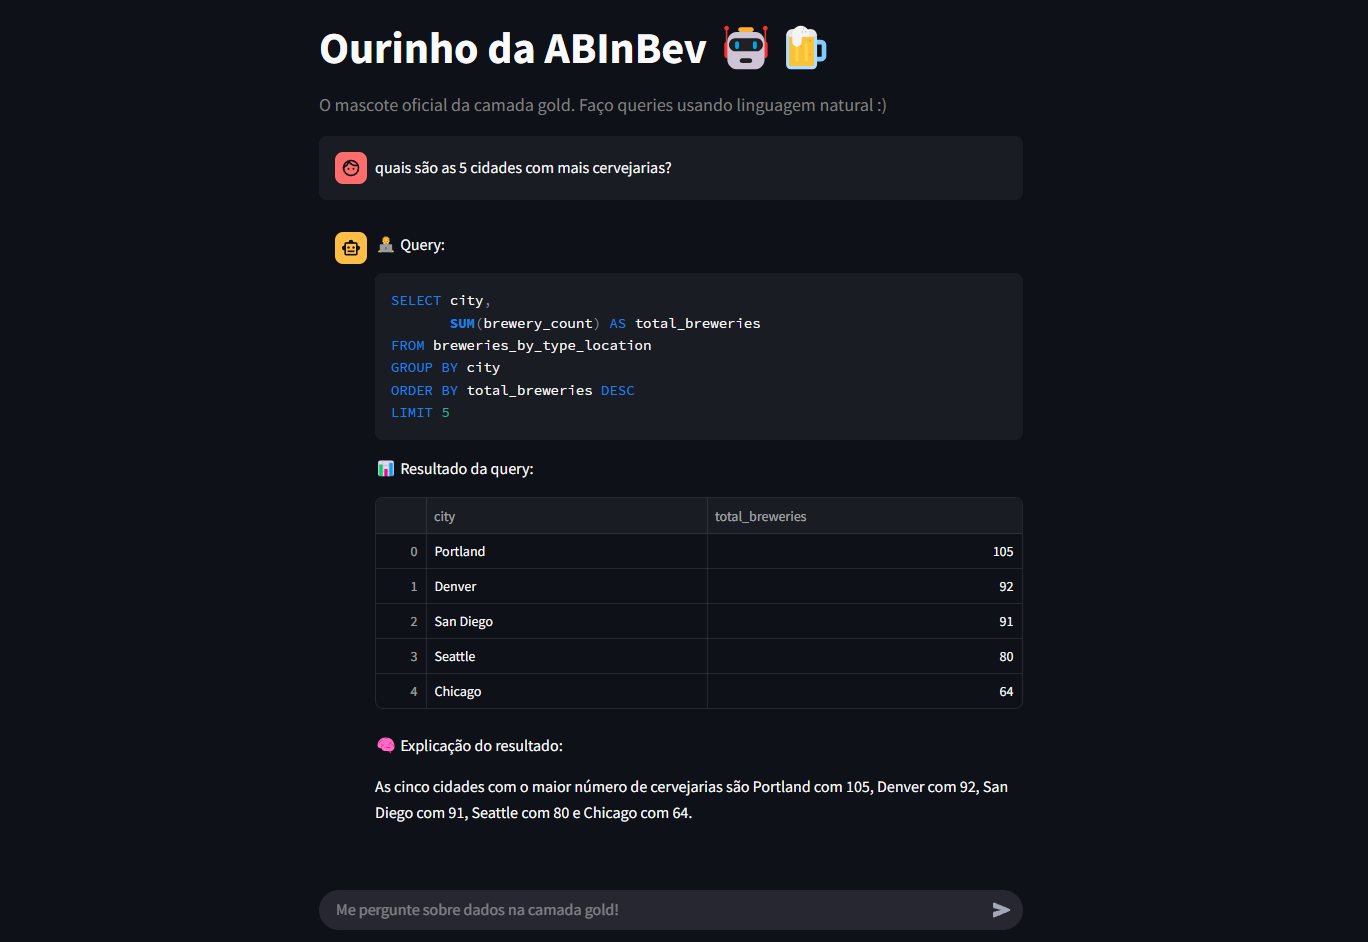 Ourinho da ABInBev
O mascote oficial da camada gold. Faço queries usando linguagem natural :)
quais são as 5 cidades com mais cervejarias?
Query:
SELECT city,
       SUM(brewery_count) AS total_breweries
FROM breweries_by_type_location
GROUP BY city
ORDER BY total_breweries DESC
LIMIT 5
Resultado da query:
city total_breweries
0 Portland 105
1 Denver 92
2 San Diego 91
3 Seattle 80
4 Chicago 64
Explicação do resultado:
As cinco cidades com o maior número de cervejarias são Portland com 105, Denver com 92, San
Diego com 91, Seattle com 80 e Chicago com 64.
Me pergunte sobre dados na camada gold!